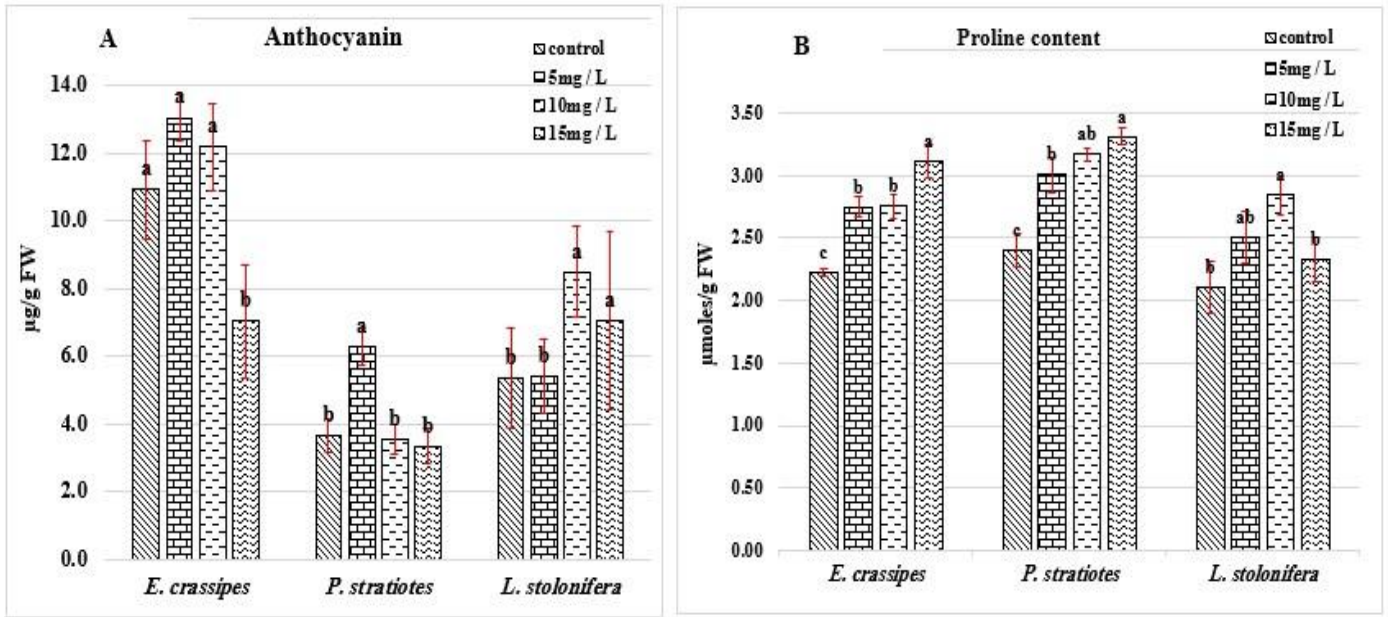 A
Anthocyanin
control
5mg / L
10mg / L
15mg / L
14.0
12.0
10.0
8.0
6.0
4.0
2.0
0.0
µg/g FW
a
a
a
b
b
a
b
b
b
b
a
a
E. crassipes
P. stratiotes
L. stolonifera
B
Proline content
control
5mg / L
10mg / L
15mg / L
3.50
3.00
2.50
2.00
1.50
1.00
0.50
0.00
µmoles/g FW
c
b
b
a
c
b
ab
a
b
ab
a
b
E. crassipes
P. stratiotes
L. stolonifera